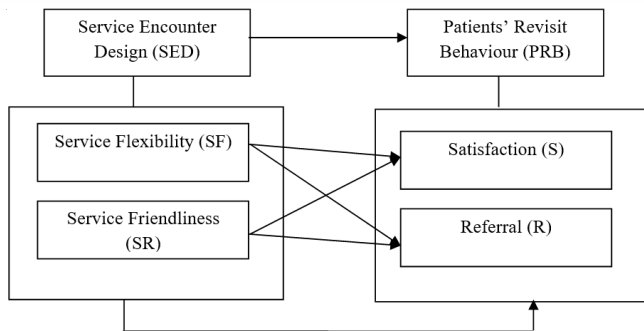 Service Encounter
Design (SED)
Patients’ Revisit
Behaviour (PRB)
Service Flexibility (SF)
Satisfaction (S)
Service Friendliness
(SR)
Referral (R)